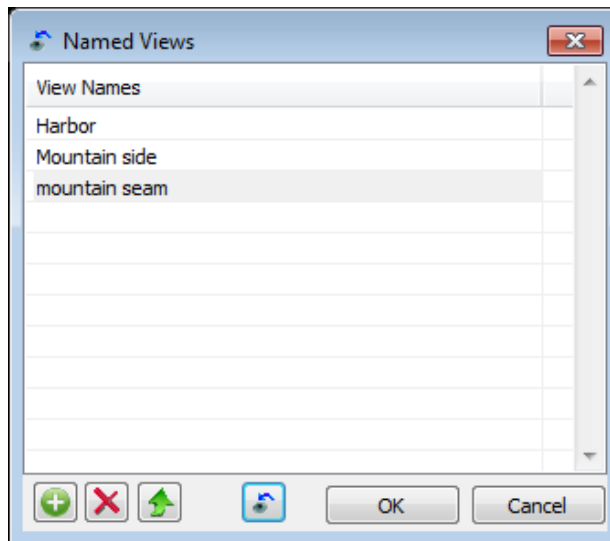 Named Views
View Names
Harbor
Mountain side
mountain seam
OK
Cancel